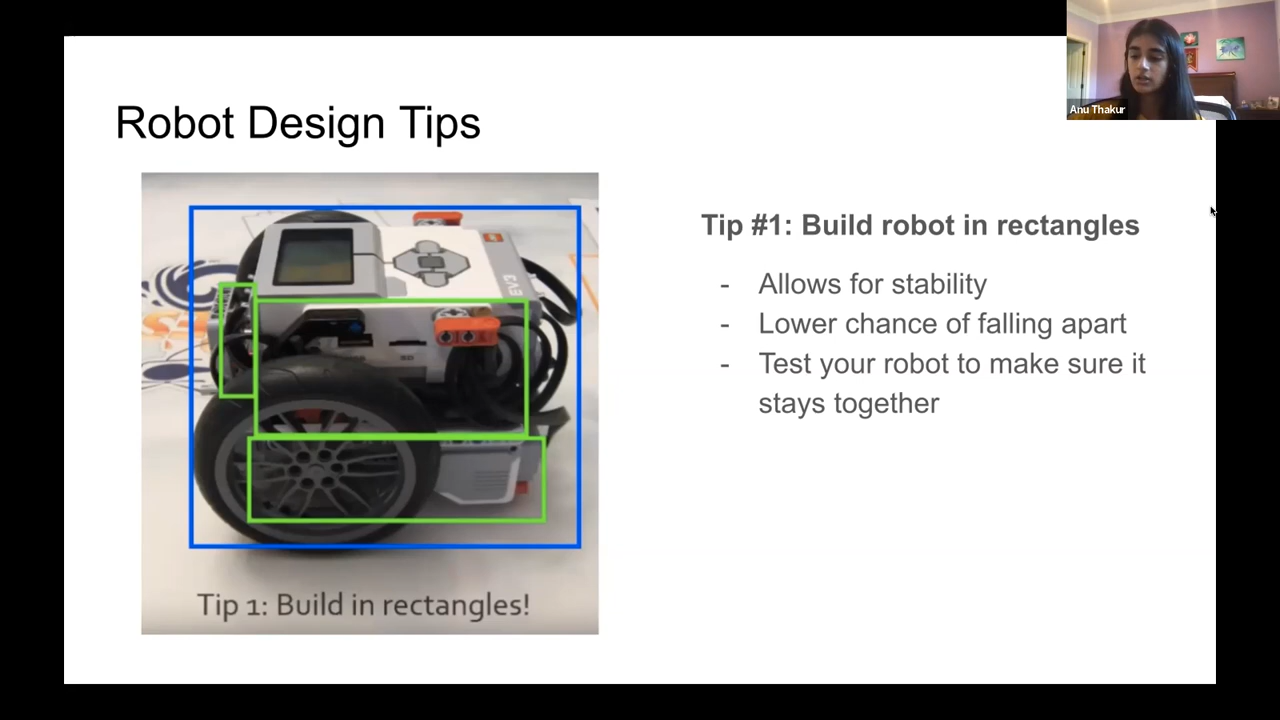 Robot Design Tips
Anu Thakur
Tip #1: Build robot in rectangles
- Allows for stability
- Lower chance of falling apart
- Test your robot to make sure it
stays together
EV3
SD
Tip 1: Build in rectangles!